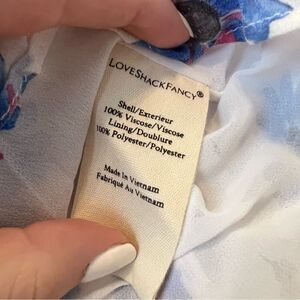 LOVESHACKFANCY®
Shell/Exterieur
100% Viscose/Viscose
Lining/Doublure
100% Polyester/Polyester
Made In Vietnam
Fabriqué Au Vietnam